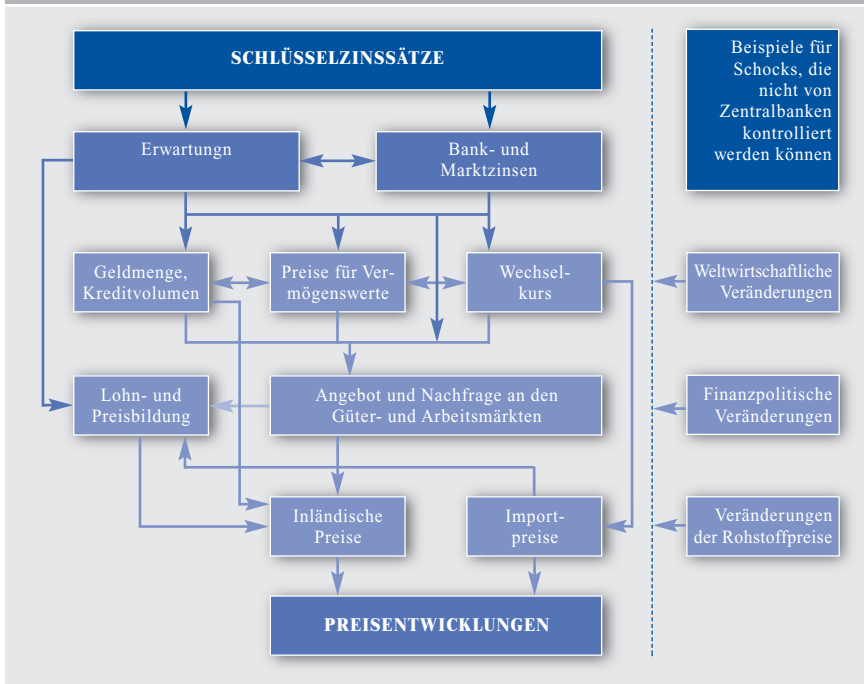 SCHLÜSSELZINSSÄTZE
Beispiele für
Schocks, die
nicht von
Zentralbanken
kontrolliert
werden können
Erwartungn
Bank- und
Marktzinsen
Geldmenge,
Kreditvolumen
Preise für Ver-
mögenswerte
Wechsel-
kurs
Weltwirtschaftliche
Veränderungen
Lohn- und
Preisbildung
Angebot und Nachfrage an den
Güter- und Arbeitsmärkten
Finanzpolitische
Veränderungen
Inländische
Preise
Import-
preise
Veränderungen
der Rohstoffpreise
PREISENTWICKLUNGEN